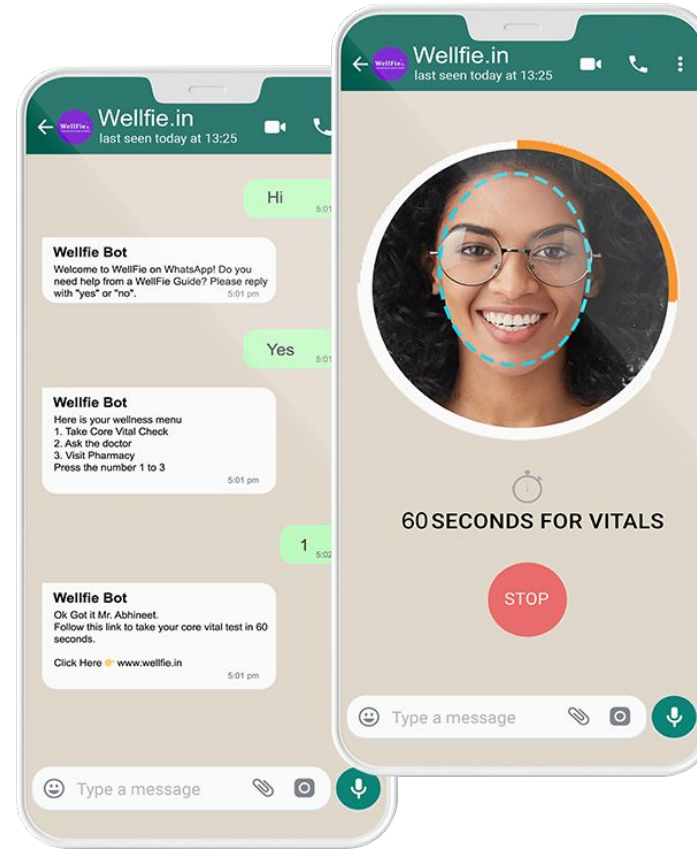 WellFie
Wellfie.in
last seen today at 13:25
Hi
5:01
Wellfie Bot
Welcome to WellFie on WhatsApp! Do you
need help from a WellFie Guide? Please reply
with "yes" or "no".
5:01 pm
Yes
5:01
Wellfie Bot
Here is your wellness menu
1. Take Core Vital Check
2. Ask the doctor
3. Visit Pharmacy
Press the number 1 to 3
5:01 pm
1
5:02
Wellfie Bot
Ok Got it Mr. Abhineet.
Follow this link to take your core vital test in 60
seconds.
Click Here 👉 www.wellfie.in
5:01 pm
Type a message
WellFie
Wellfie.in
last seen today at 13:25
60 SECONDS FOR VITALS
STOP
Type a message